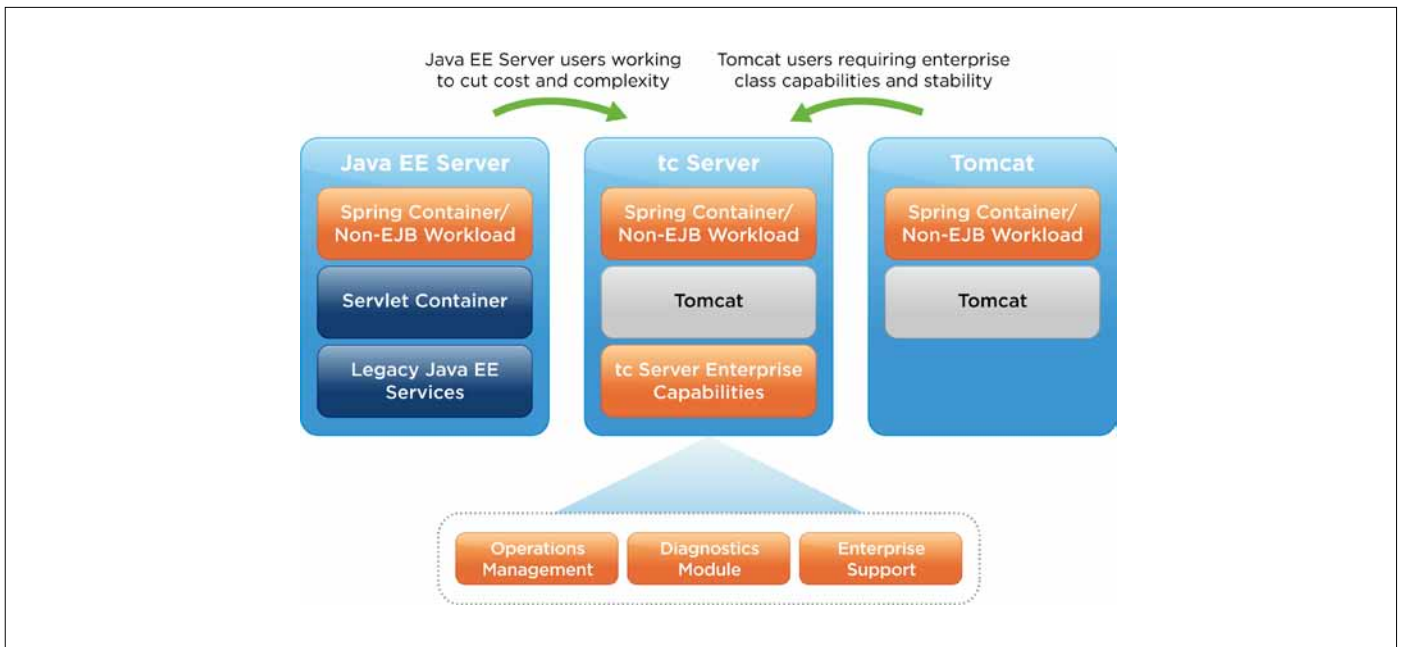 Java EE Server users working
to cut cost and complexity
Tomcat users requiring enterprise
class capabilities and stability
Java EE Server
Spring Container/
Non-EJB Workload
Servlet Container
Legacy Java EE
Services
tc Server
Spring Container/
Non-EJB Workload
Tomcat
tc Server Enterprise
Capabilities
Tomcat
Spring Container/
Non-EJB Workload
Tomcat
Operations
Management
Diagnostics
Module
Enterprise
Support